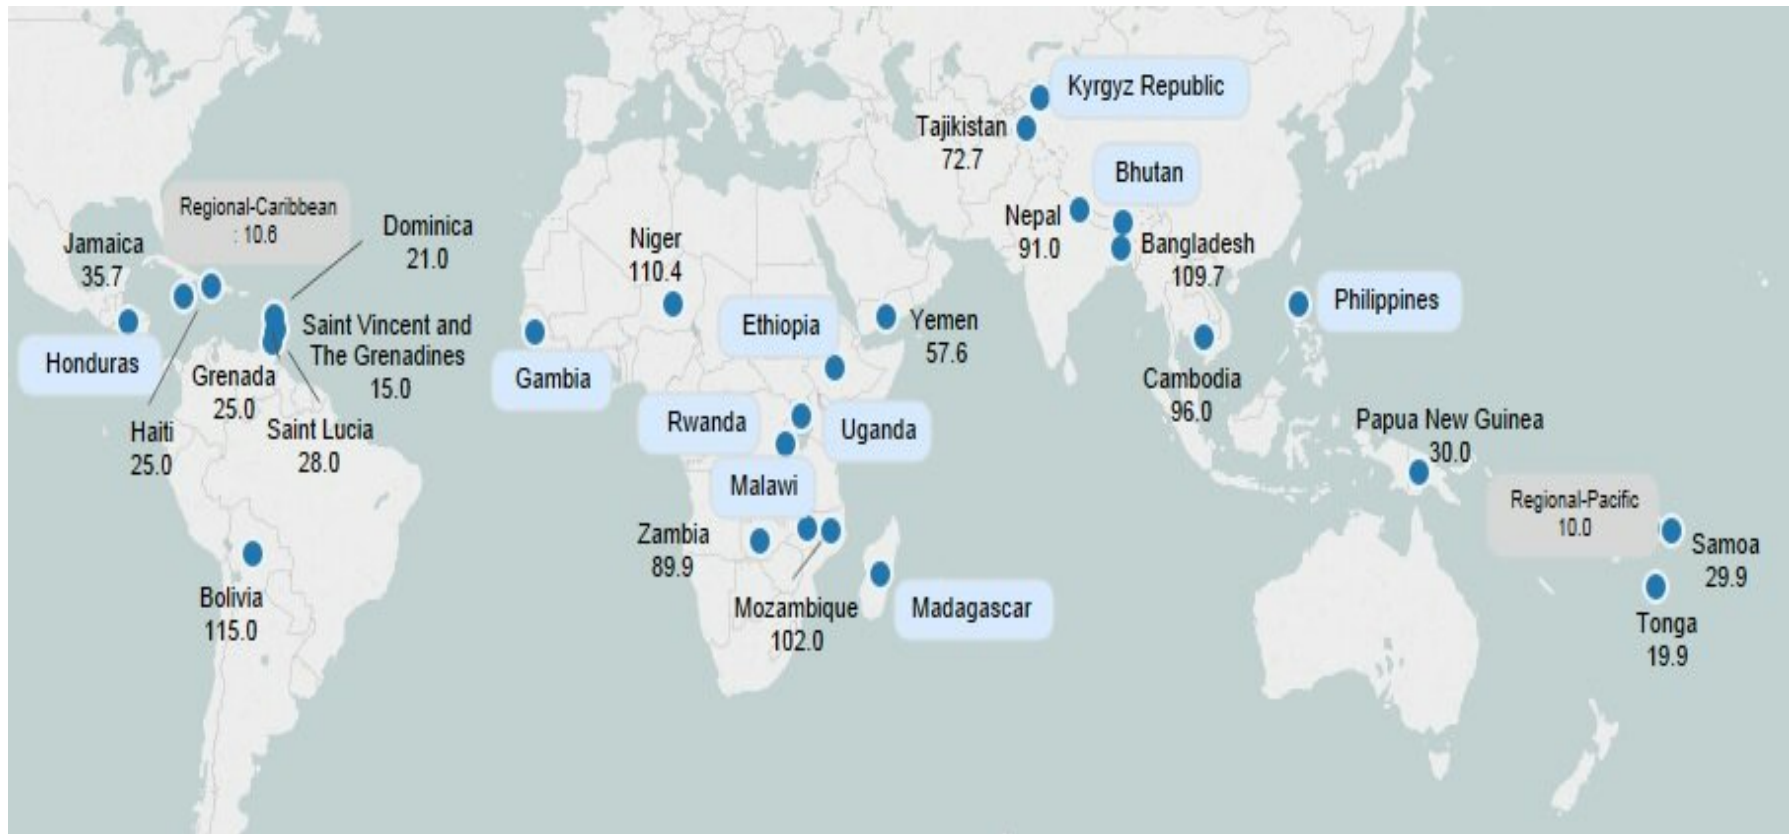 Kyrgyz Republic
Tajikistan
72.7
Bhutan
Regional-Caribbean
: 10.6
Dominica
21.0
Nepal
91.0
Jamaica
35.7
Niger
110.4
Bangladesh
109.7
Philippines
Ethiopia
Yemen
57.6
Saint Vincent and
The Grenadines
15.0
Honduras
Grenada
25.0
Gambia
Cambodia
96.0
Haiti
25.0
Saint Lucia
28.0
Rwanda
Uganda
Papua New Guinea
30.0
Malawi
Regional-Pacific
10.0
Zambia
89.9
Samoa
29.9
Bolivia
115.0
Mozambique
102.0
Madagascar
Tonga
19.9